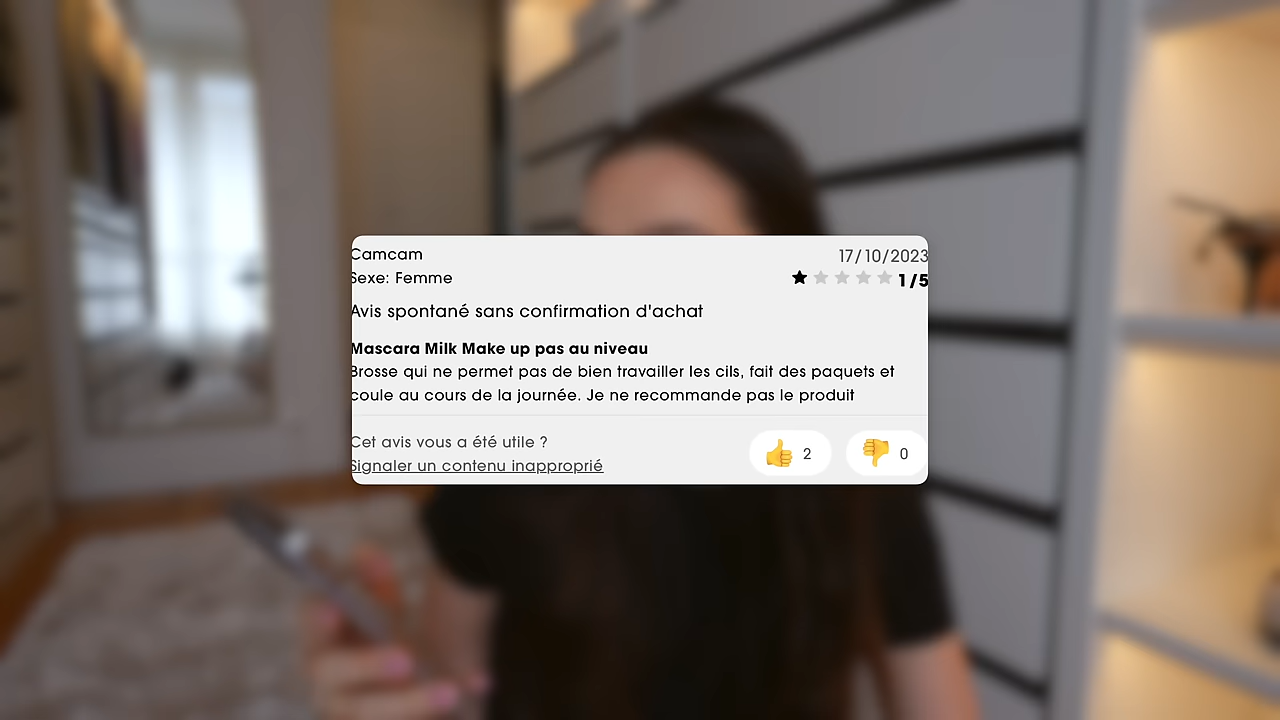 Camcam
17/10/2023
Sexe: Femme
1/5
Avis spontané sans confirmation d'achat
Mascara Milk Make up pas au niveau
Brosse qui ne permet pas de bien travailler les cils, fait des paquets et
coule au cours de la journée. Je ne recommande pas le produit
Cet avis vous a été utile ?
2
0
Signaler un contenu inapproprié